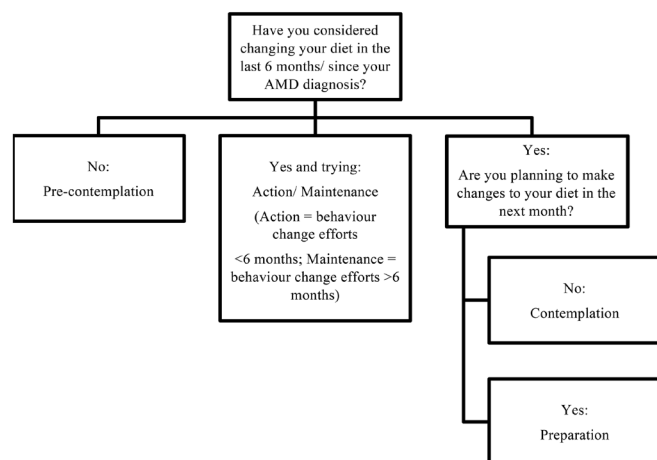 Have you considered
changing your diet in the
last 6 months/ since your
AMD diagnosis?
No:
Pre-contemplation
Yes and trying:
Action/ Maintenance
(Action = behaviour
change efforts
<6 months; Maintenance =
behaviour change efforts >6
months)
Yes:
Are you planning to make
changes to your diet in the
next month?
No:
Contemplation
Yes:
Preparation